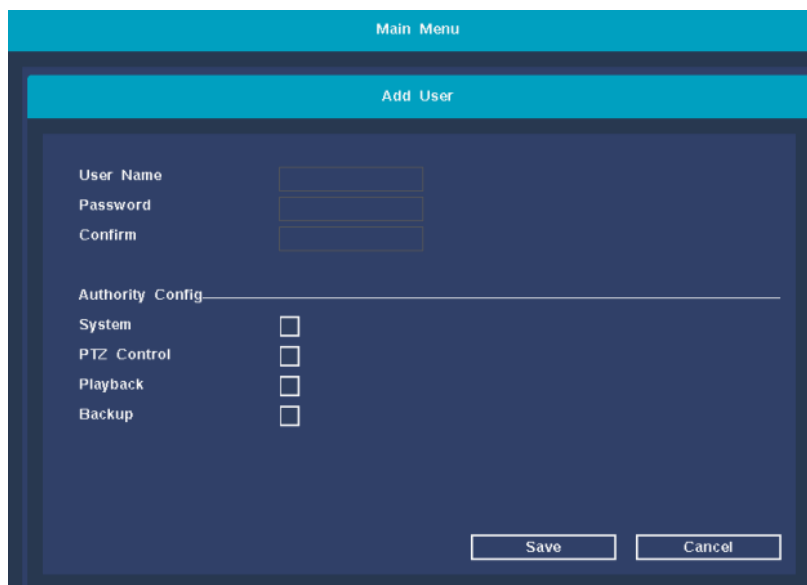 Main Menu
Add User
User Name
Password
Confirm
Authority Config
System
PTZ Control
Playback
Backup
Save Cancel